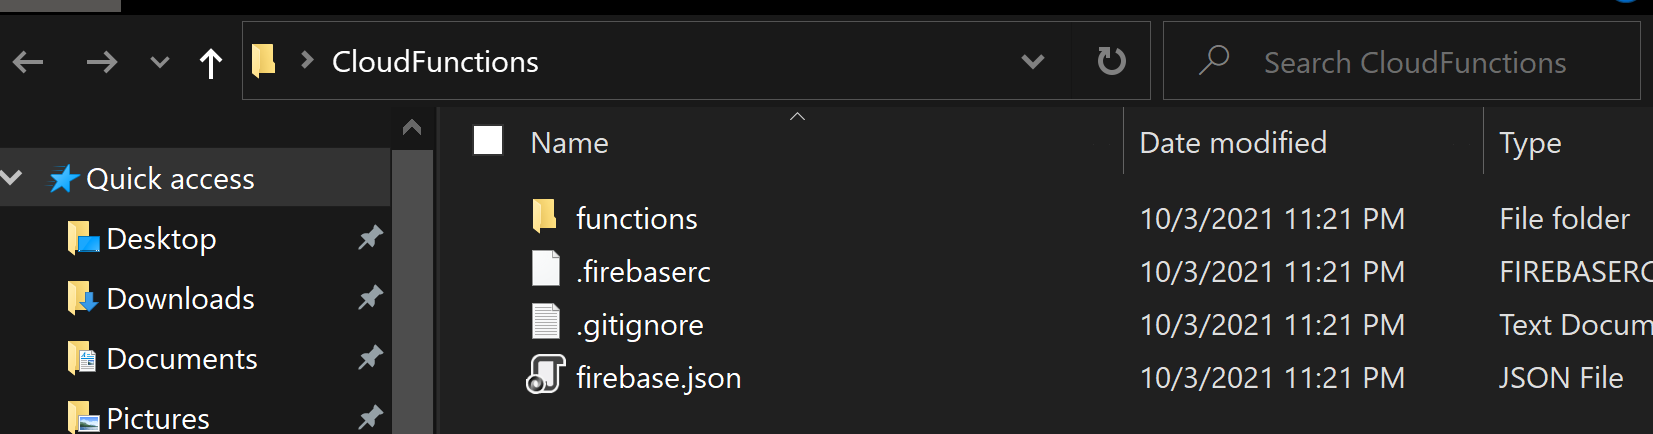 CloudFunctions
Search CloudFunctions
Name Date modified Type
Quick access
Desktop
Downloads
Documents
Pictures
functions 10/3/2021 11:21 PM File folder
.firebaserc 10/3/2021 11:21 PM FIREBASERC
.gitignore 10/3/2021 11:21 PM Text Docum
firebase.json 10/3/2021 11:21 PM JSON File